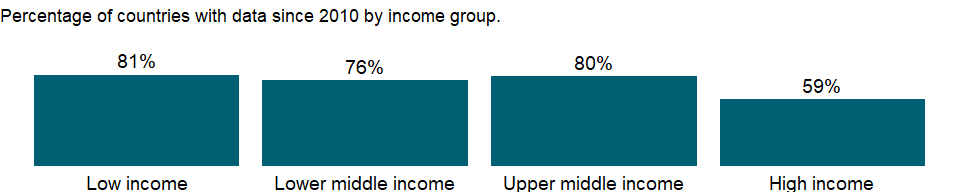 Percentage of countries with data since 2010 by income group.
81% 76% 80% 59%
Low income Lower middle income Upper middle income High income